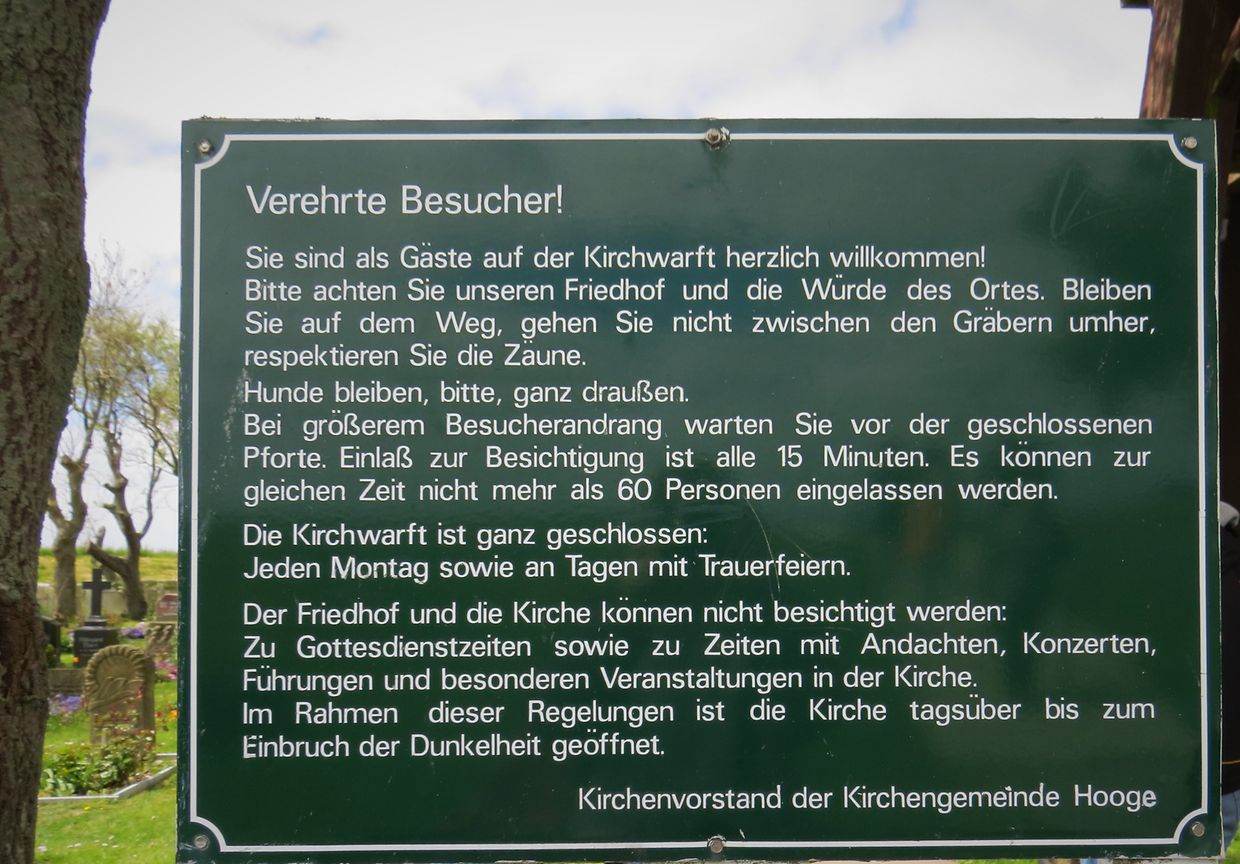 Verehrte Besucher!
Sie sind als Gäste auf der Kirchwarft herzlich willkommen!
Bitte achten Sie unseren Friedhof und die Würde des Ortes. Bleiben
Sie auf dem Weg, gehen Sie nicht zwischen den Gräbern umher,
respektieren Sie die Zäune.
Hunde bleiben, bitte, ganz draußen.
Bei größerem Besucherandrang warten Sie vor der geschlossenen
Pforte. Einlaß zur Besichtigung ist alle 15 Minuten. Es können zur
gleichen Zeit nicht mehr als 60 Personen eingelassen werden.
Die Kirchwarft ist ganz geschlossen:
Jeden Montag sowie an Tagen mit Trauerfeiern.
Der Friedhof und die Kirche können nicht besichtigt werden:
Zu Gottesdienstzeiten sowie zu Zeiten mit Andachten, Konzerten,
Führungen und besonderen Veranstaltungen in der Kirche.
Im Rahmen dieser Regelungen ist die Kirche tagsüber bis zum
Einbruch der Dunkelheit geöffnet.
Kirchenvorstand der Kirchengemeinde Hooge